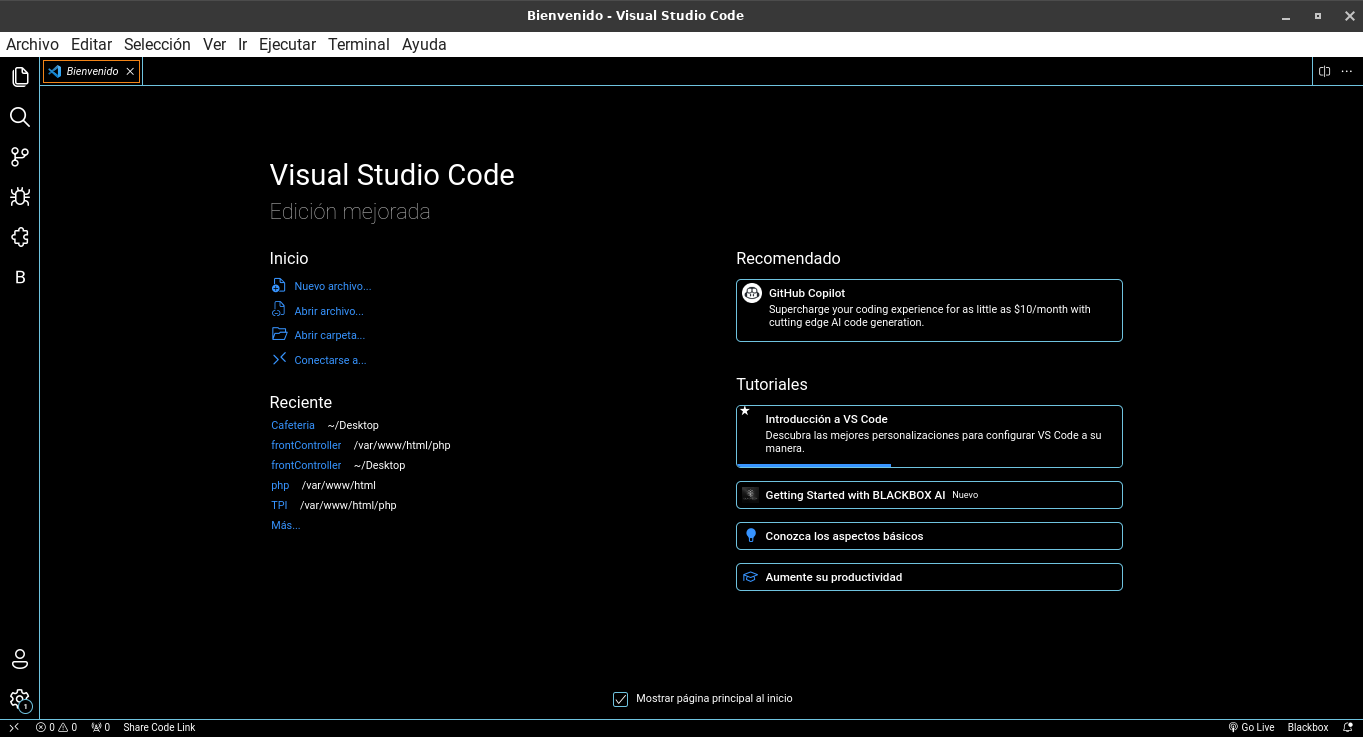 Bienvenido - Visual Studio Code
Archivo Editar Selección Ver Ir Ejecutar Terminal Ayuda
Bienvenido
B
Visual Studio Code
Edición mejorada
Inicio
Nuevo archivo...
Abrir archivo...
Abrir carpeta...
Conectarse a...
Reciente
Cafeteria ~/Desktop
frontController /var/www/html/php
frontController ~/Desktop
php /var/www/html
TPI /var/www/html/php
Más...
Recomendado
GitHub Copilot
Supercharge your coding experience for as little as $10/month with
cutting edge AI code generation.
Tutoriales
Introducción a VS Code
Descubra las mejores personalizaciones para configurar VS Code a su
manera.
Getting Started with BLACKBOX AI Nuevo
Conozca los aspectos básicos
Aumente su productividad
Mostrar página principal al inicio
1
0 0 0 Share Code Link Go Live Blackbox